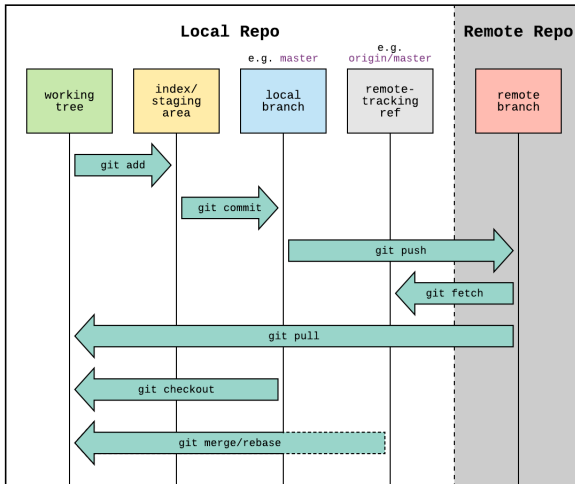 Local Repo
Remote Repo
e.g. master
e.g.
origin/master
working
tree
index/
staging
area
local
branch
remote-
tracking
ref
remote
branch
git add
git commit
git push
git fetch
git pull
git checkout
git merge/rebase